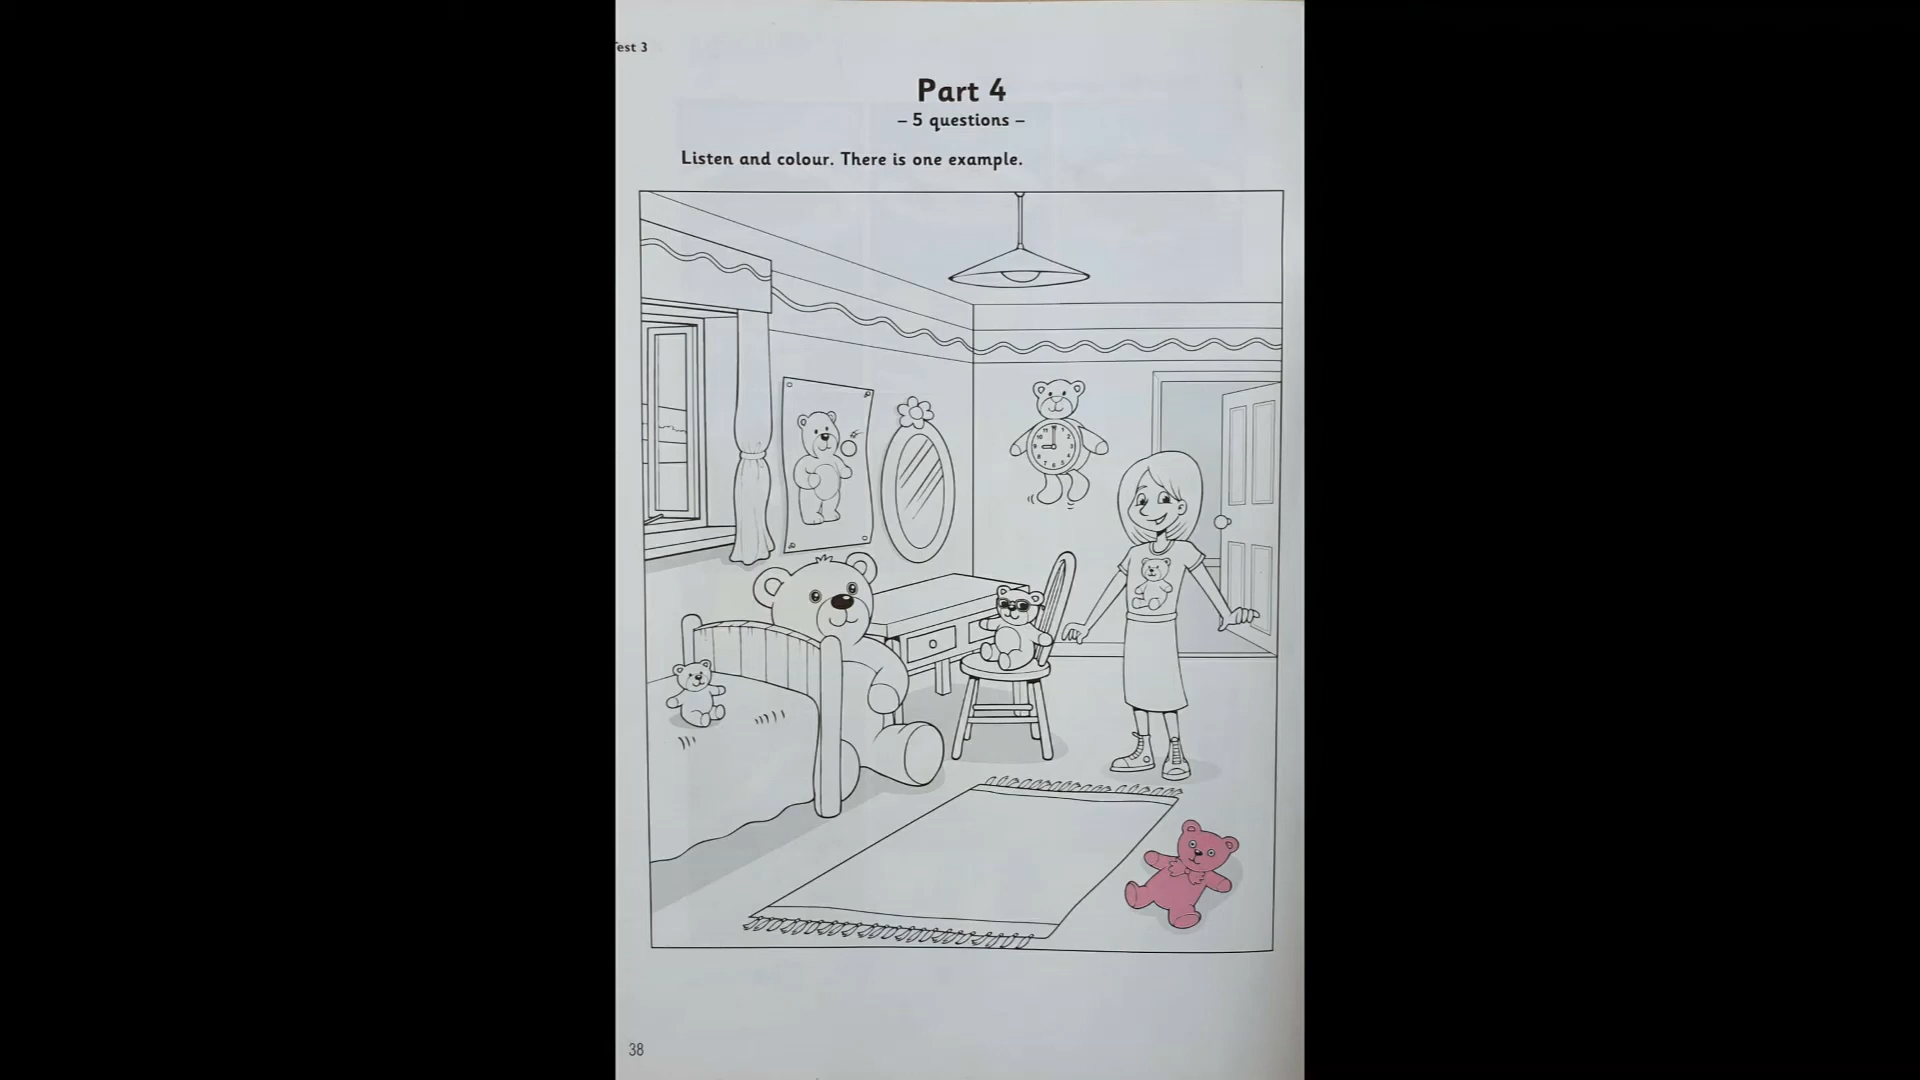 est 3
Part 4
– 5 questions –
Listen and colour. There is one example.
38